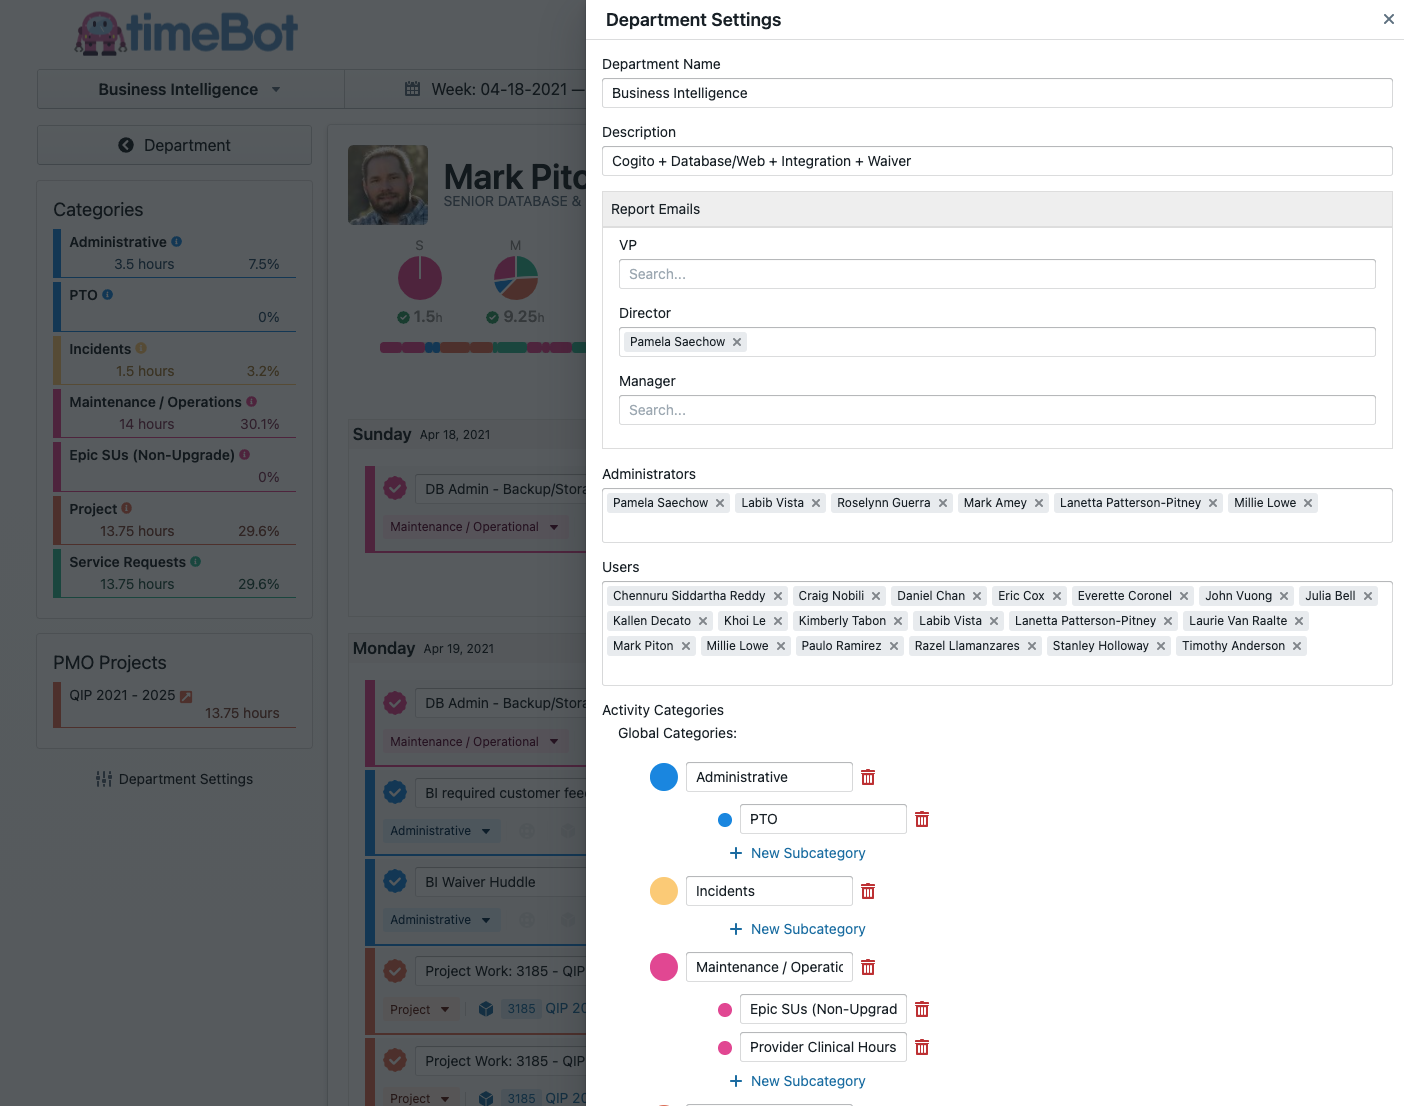 timeBot
Business Intelligence
Week: 04-18-2021 —
Department
Categories
Administrative
3.5 hours 7.5%
PTO
0%
Incidents
1.5 hours 3.2%
Maintenance / Operations
14 hours 30.1%
Epic SUs (Non-Upgrade)
0%
Project
13.75 hours 29.6%
Service Requests
13.75 hours 29.6%
PMO Projects
QIP 2021 - 2025
13.75 hours
Department Settings
Mark Pito
SENIOR DATABASE &
S M
1.5h 9.25h
Sunday Apr 18, 2021
DB Admin - Backup/Stora
Maintenance / Operational
Monday Apr 19, 2021
DB Admin - Backup/Stora
Maintenance / Operational
BI required customer fee
Administrative
BI Waiver Huddle
Administrative
Project Work: 3185 - QIP
Project 3185 QIP 20
Project Work: 3185 - QIP
Project 3185 QIP 20
Department Settings
Department Name
Business Intelligence
Description
Cogito + Database/Web + Integration + Waiver
Report Emails
VP
Search...
Director
Pamela Saechow
Manager
Search...
Administrators
Pamela Saechow Labib Vista Roselynn Guerra Mark Amey Lanetta Patterson-Pitney Millie Lowe
Users
Chennuru Siddartha Reddy Craig Nobili Daniel Chan Eric Cox Everette Coronel John Vuong Julia Bell
Kallen Decato Khoi Le Kimberly Tabon Labib Vista Lanetta Patterson-Pitney Laurie Van Raalte
Mark Piton Millie Lowe Paulo Ramirez Razel Llamanzares Stanley Holloway Timothy Anderson
Activity Categories
Global Categories:
Administrative
PTO
New Subcategory
Incidents
New Subcategory
Maintenance / Operatic
Epic SUs (Non-Upgrad
Provider Clinical Hours
New Subcategory